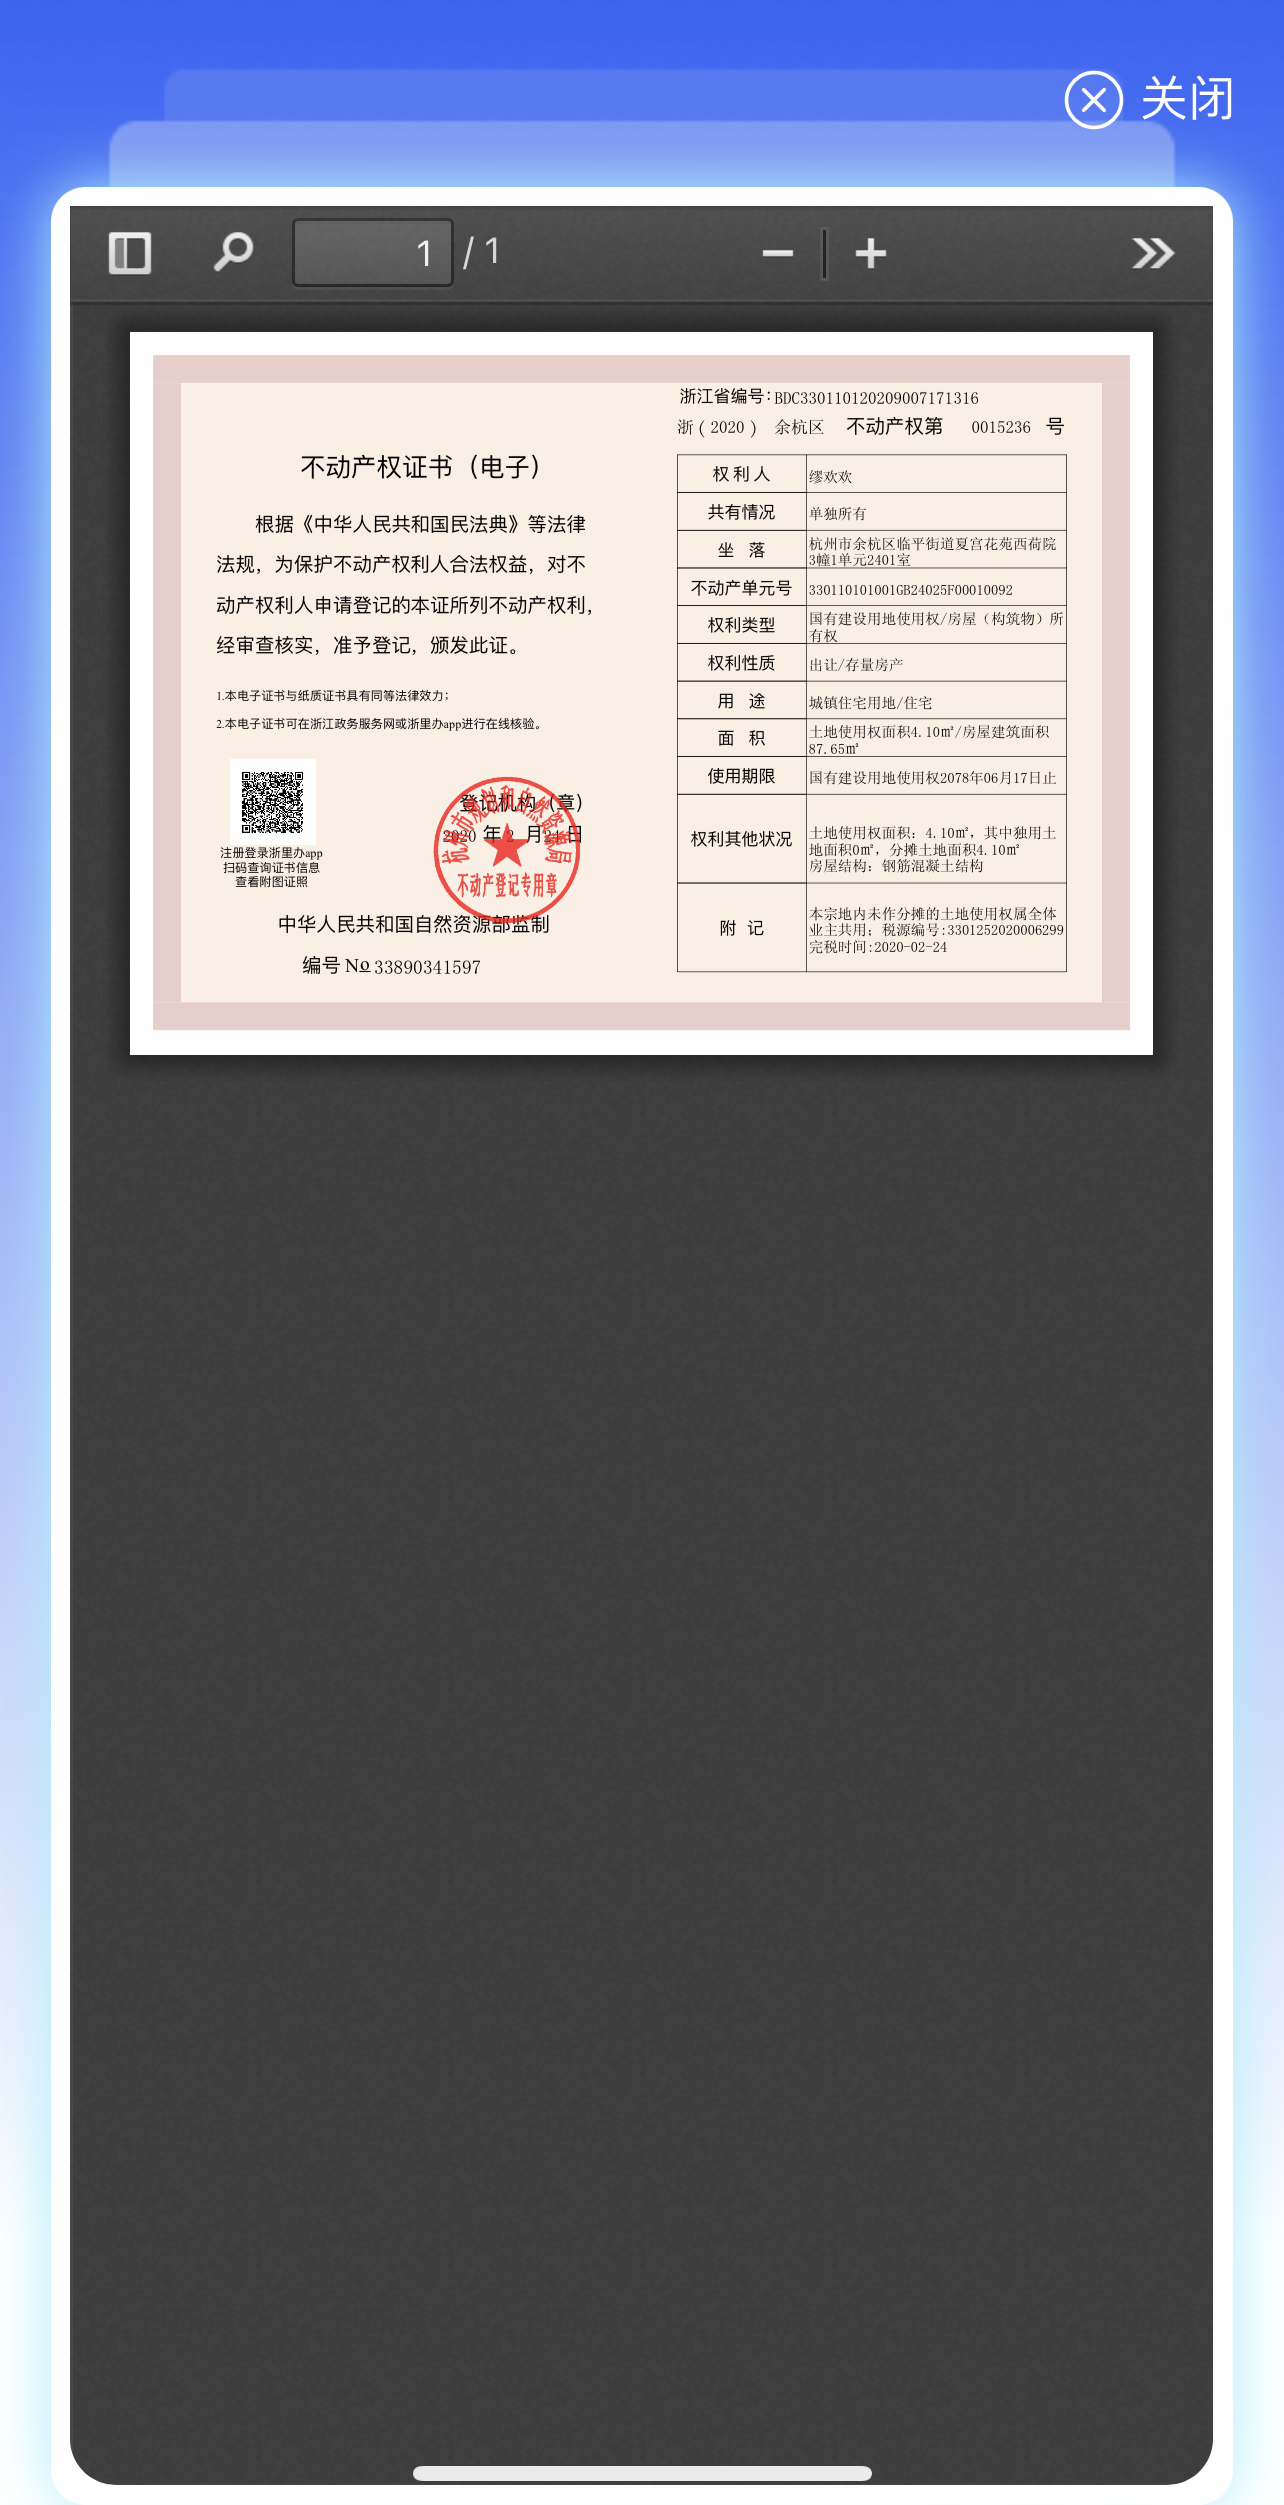 关闭
1 / 1
不动产权证书（电子）
根据《中华人民共和国民法典》等法律
法规，为保护不动产权利人合法权益，对不
动产权利人申请登记的本证所列不动产权利，
经审查核实，准予登记，颁发此证。
1.本电子证书与纸质证书具有同等法律效力；
2.本电子证书可在浙江政务服务网或浙里办app进行在线核验。
注册登录浙里办app
扫码查询证书信息
查看附图证照
登记机构（章）
2020 年 2 月 24 日
杭州市规划和自然资源局
不动产登记专用章
中华人民共和国自然资源部监制
编号 No 33890341597
浙江省编号：BDC330110120209007171316
浙（2020） 余杭区 不动产权第 0015236 号
权利人 缪欢欢
共有情况 单独所有
坐 落 杭州市余杭区临平街道夏宫花苑西荷院
3幢1单元2401室
不动产单元号 330110101001GB24025F00010092
权利类型 国有建设用地使用权/房屋（构筑物）所
有权
权利性质 出让/存量房产
用 途 城镇住宅用地/住宅
面 积 土地使用权面积4.10㎡/房屋建筑面积
87.65㎡
使用期限 国有建设用地使用权2078年06月17日止
权利其他状况 土地使用权面积：4.10㎡，其中独用土
地面积0㎡，分摊土地面积4.10㎡
房屋结构：钢筋混凝土结构
附 记 本宗地内未作分摊的土地使用权属全体
业主共用；税源编号:3301252020006299
完税时间:2020-02-24